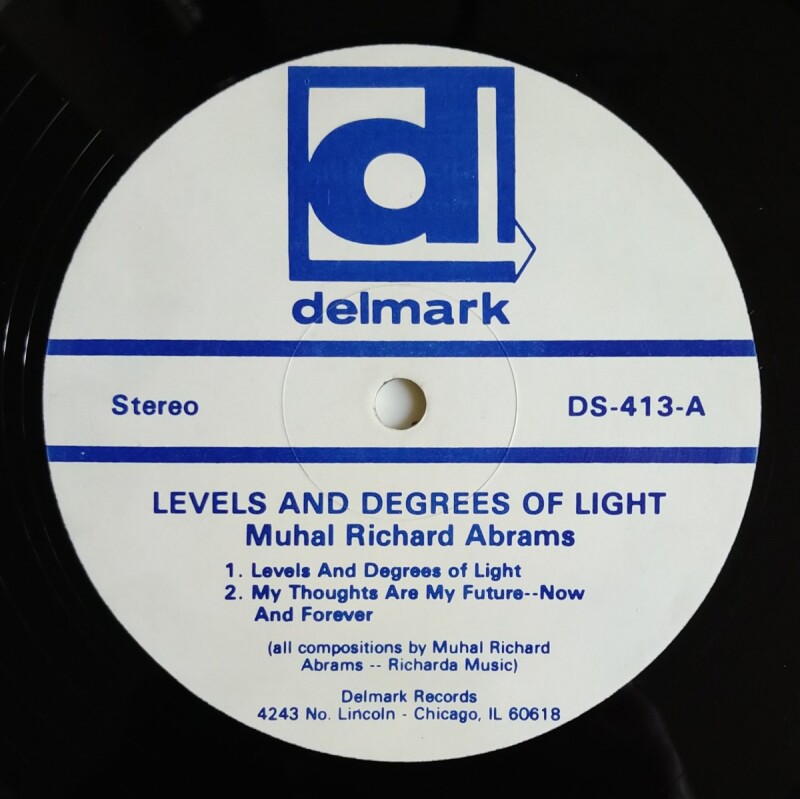 d
delmark
Stereo
DS-413-A
LEVELS AND DEGREES OF LIGHT
Muhal Richard Abrams
1. Levels And Degrees of Light
2. My Thoughts Are My Future--Now
And Forever
(all compositions by Muhal Richard
Abrams -- Richarda Music)
Delmark Records
4243 No. Lincoln - Chicago, IL 60618